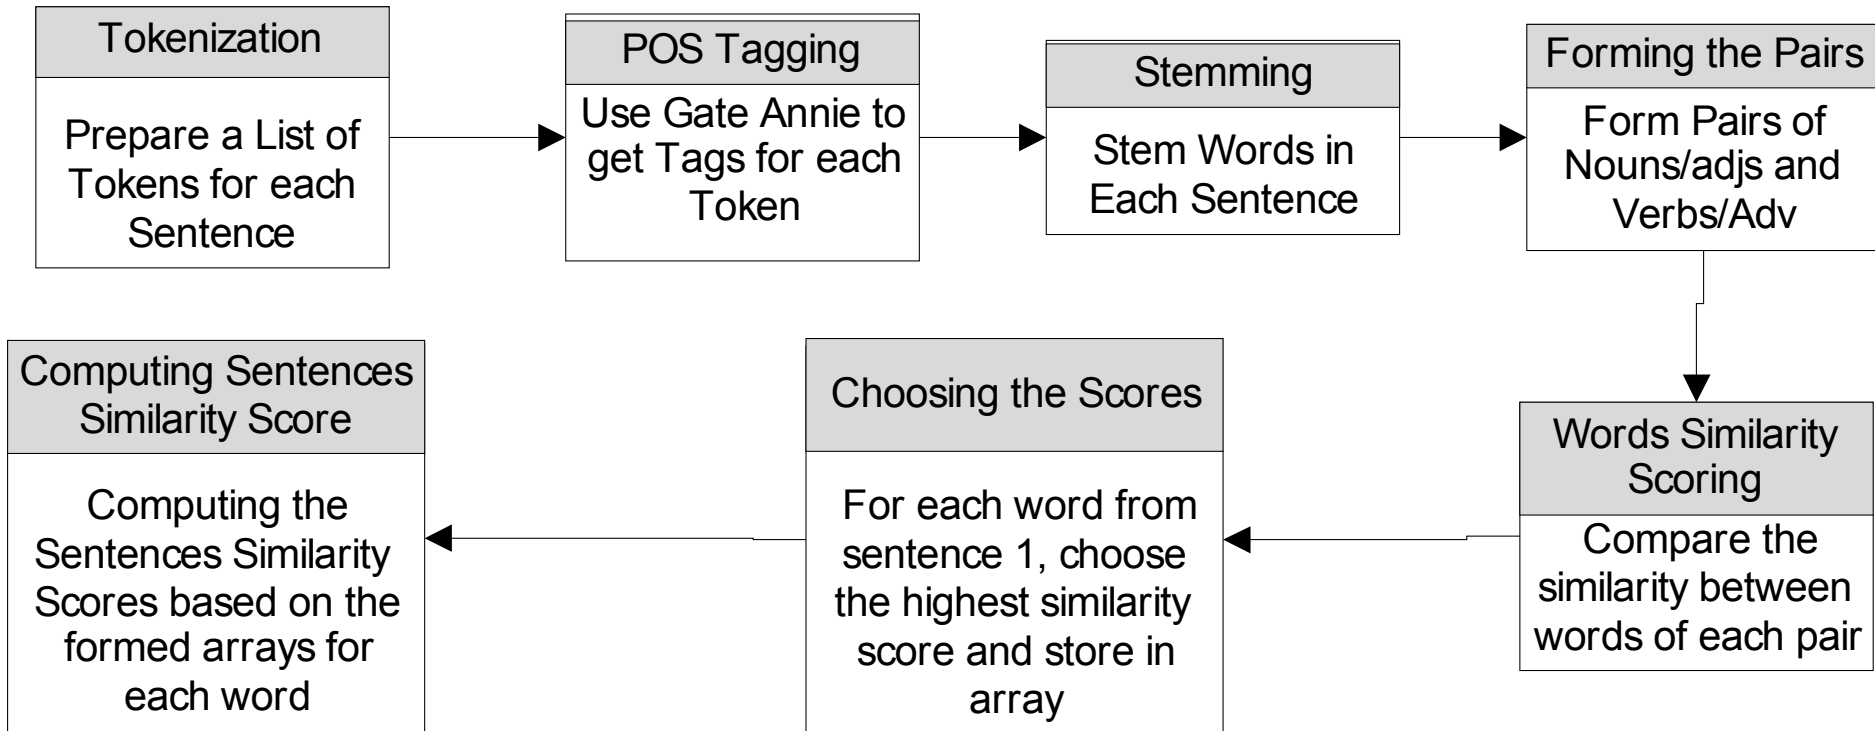 Tokenization
Prepare a List of
Tokens for each
Sentence
POS Tagging
Use Gate Annie to
get Tags for each
Token
Stemming
Stem Words in
Each Sentence
Forming the Pairs
Form Pairs of
Nouns/adjs and
Verbs/Adv
Words Similarity
Scoring
Compare the
similarity between
words of each pair
Choosing the Scores
For each word from
sentence 1, choose
the highest similarity
score and store in
array
Computing Sentences
Similarity Score
Computing the
Sentences Similarity
Scores based on the
formed arrays for
each word